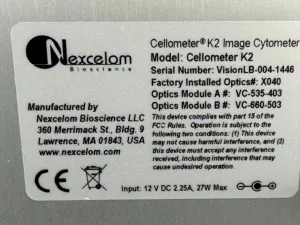 Nexcelom
Bioscience
Cellometer® K2 Image Cytometer
Model: Cellometer K2
Serial Number: VisionLB-004-1446
Factory Installed Options#: X040
Optics Module A #: VC-535-403
Optics Module B #: VC-660-503
Manufactured by
Nexcelom Bioscience LLC
360 Merrimack St., Bldg. 9
Lawrence, MA 01843, USA
www.nexcelom.com
This device complies with part 15 of the
FCC Rules. Operation is subject to the
following two conditions: (1) This device
may not cause harmful interference, and (2)
this device must accept any interference
that may cause undesired operation.
CE
Input: 12 V DC 2.25A, 27W Max